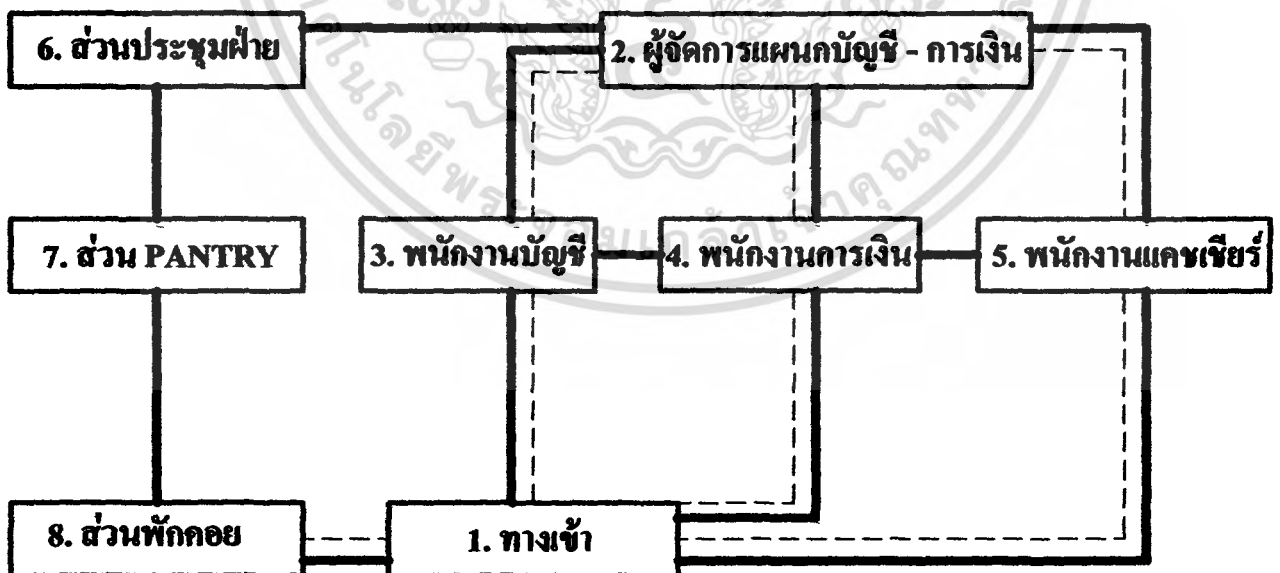 6. ส่วนประชุมฝ่าย
2. ผู้จัดการแผนกบัญชี - การเงิน
7. ส่วน PANTRY
3. พนักงานบัญชี
4. พนักงานการเงิน
5. พนักงานแคชเชียร์
8. ส่วนพักคอย
1. ทางเข้า